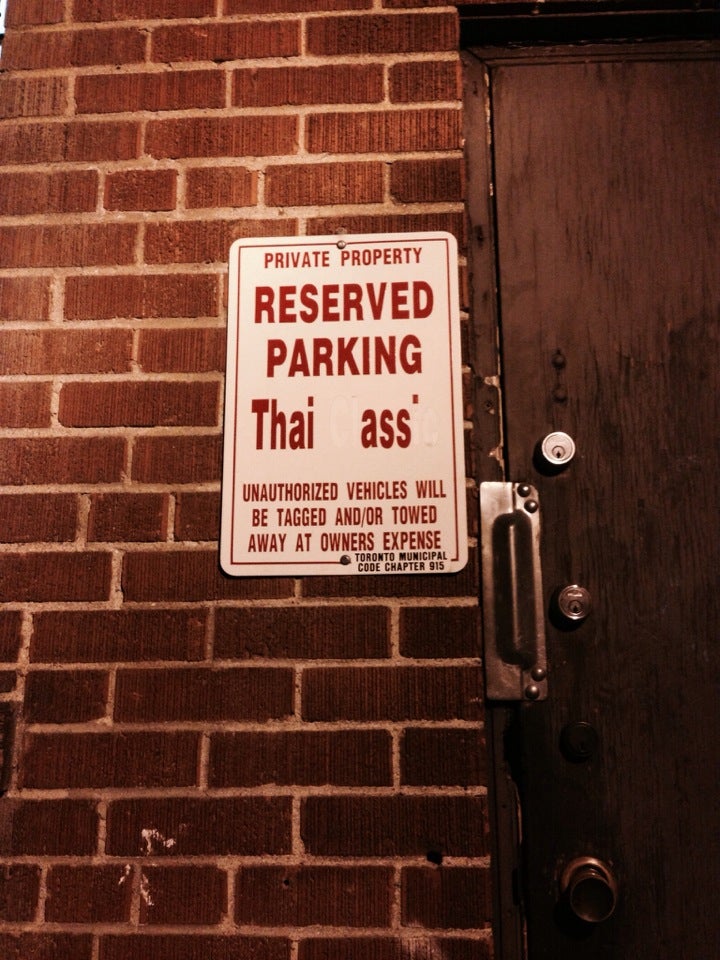 PRIVATE PROPERTY
RESERVED
PARKING
Thai Classic
UNAUTHORIZED VEHICLES WILL
BE TAGGED AND/OR TOWED
AWAY AT OWNERS EXPENSE
TORONTO MUNICIPAL
CODE CHAPTER 915